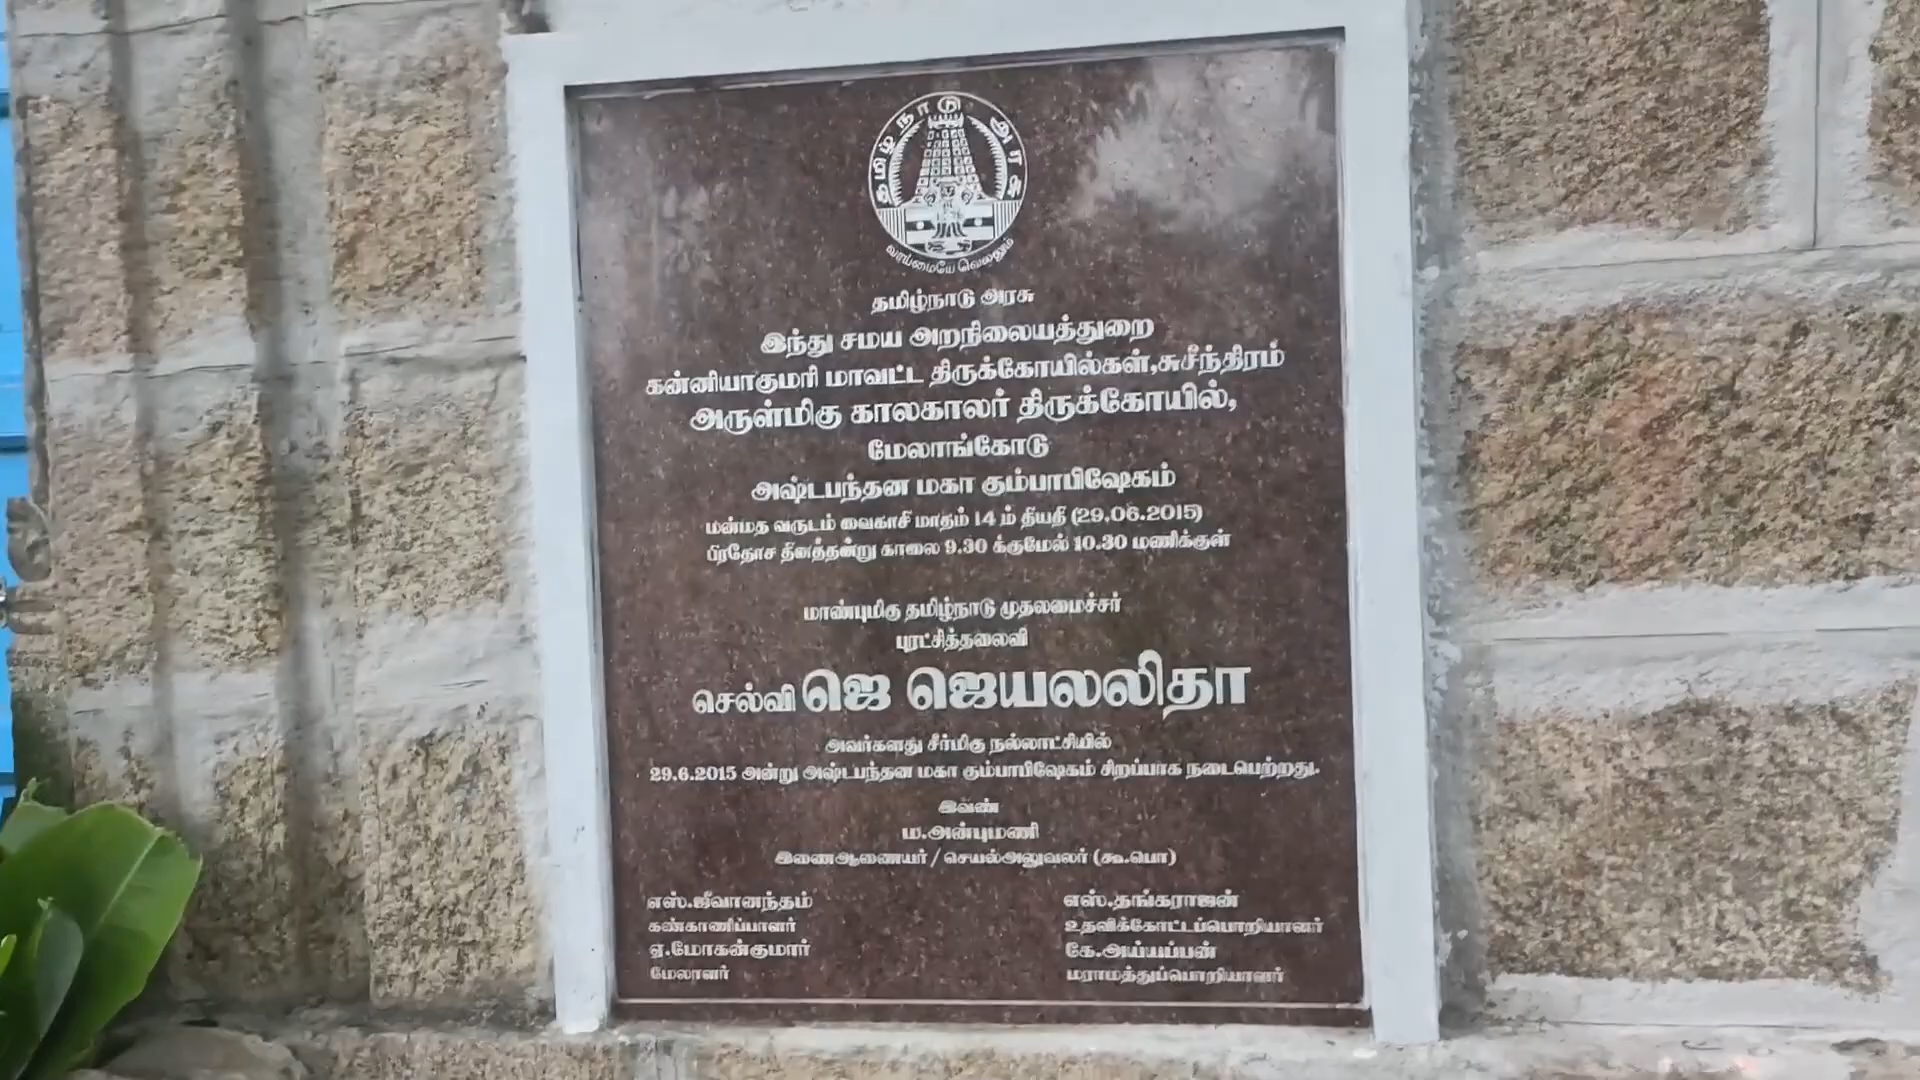 தமிழ்நாடு அரசு
வாய்மையே வெல்லும்
தமிழ்நாடு அரசு
இந்து சமய அறநிலையத்துறை
கன்னியாகுமரி மாவட்ட திருக்கோயில்கள்,சுசீந்திரம்
அருள்மிகு காலகாலர் திருக்கோயில்,
மேலாங்கோடு
அஷ்டபந்தன மகா கும்பாபிஷேகம்
மன்மத வருடம் வைகாசி மாதம் 14 ம் தியதி (29.06.2015)
பிரதோச தினத்தன்று காலை 9.30 க்குமேல் 10.30 மணிக்குள்
மாண்புமிகு தமிழ்நாடு முதலமைச்சர்
புரட்சித்தலைவி
செல்வி ஜெ ஜெயலலிதா
அவர்களது சீர்மிகு நல்லாட்சியில்
29.6.2015 அன்று அஷ்டபந்தன மகா கும்பாபிஷேகம் சிறப்பாக நடைபெற்றது.
இவண்
ம.அன்புமணி
இணைஆணையர் / செயல்அலுவலர் (கூ.பொ)
எஸ்.ஜீவானந்தம்
கண்காணிப்பாளர்
ஏ.மோகன்குமார்
மேலாளர்
எஸ்.தங்கராஜன்
உதவிக்கோட்டப்பொறியாளர்
கே.அய்யப்பன்
மராமத்துப்பொறியாளர்